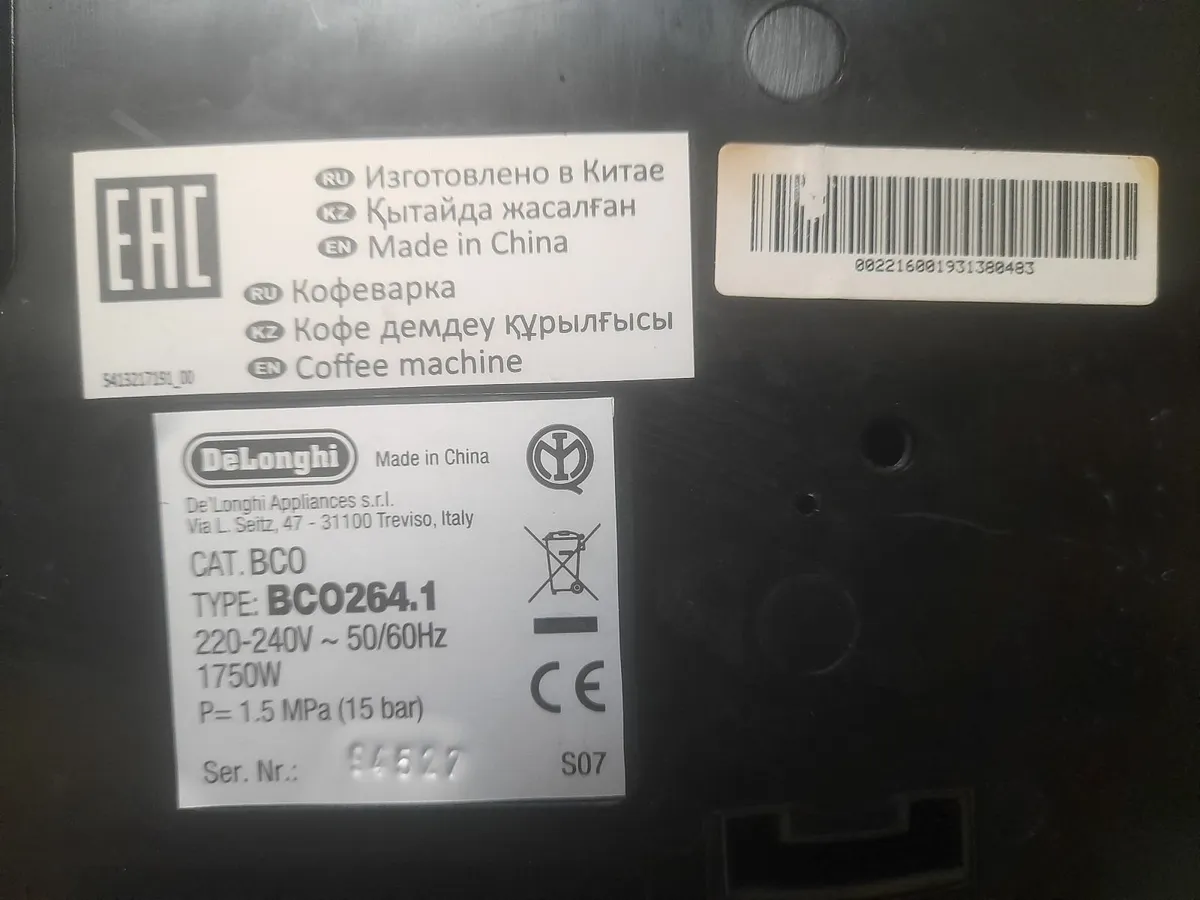 EAC
RU Изготовлено в Китае
KZ Қытайда жасалған
EN Made in China
RU Кофеварка
KZ Кофе демдеу құрылғысы
EN Coffee machine
5413217191_00
002216001931380483
DeLonghi Made in China
De'Longhi Appliances s.r.l.
Via L. Seitz, 47 - 31100 Treviso, Italy
CAT. BCO
TYPE: BCO264.1
220-240V ~ 50/60Hz
1750W
P= 1.5 MPa (15 bar)
CE
Ser. Nr.:
S07